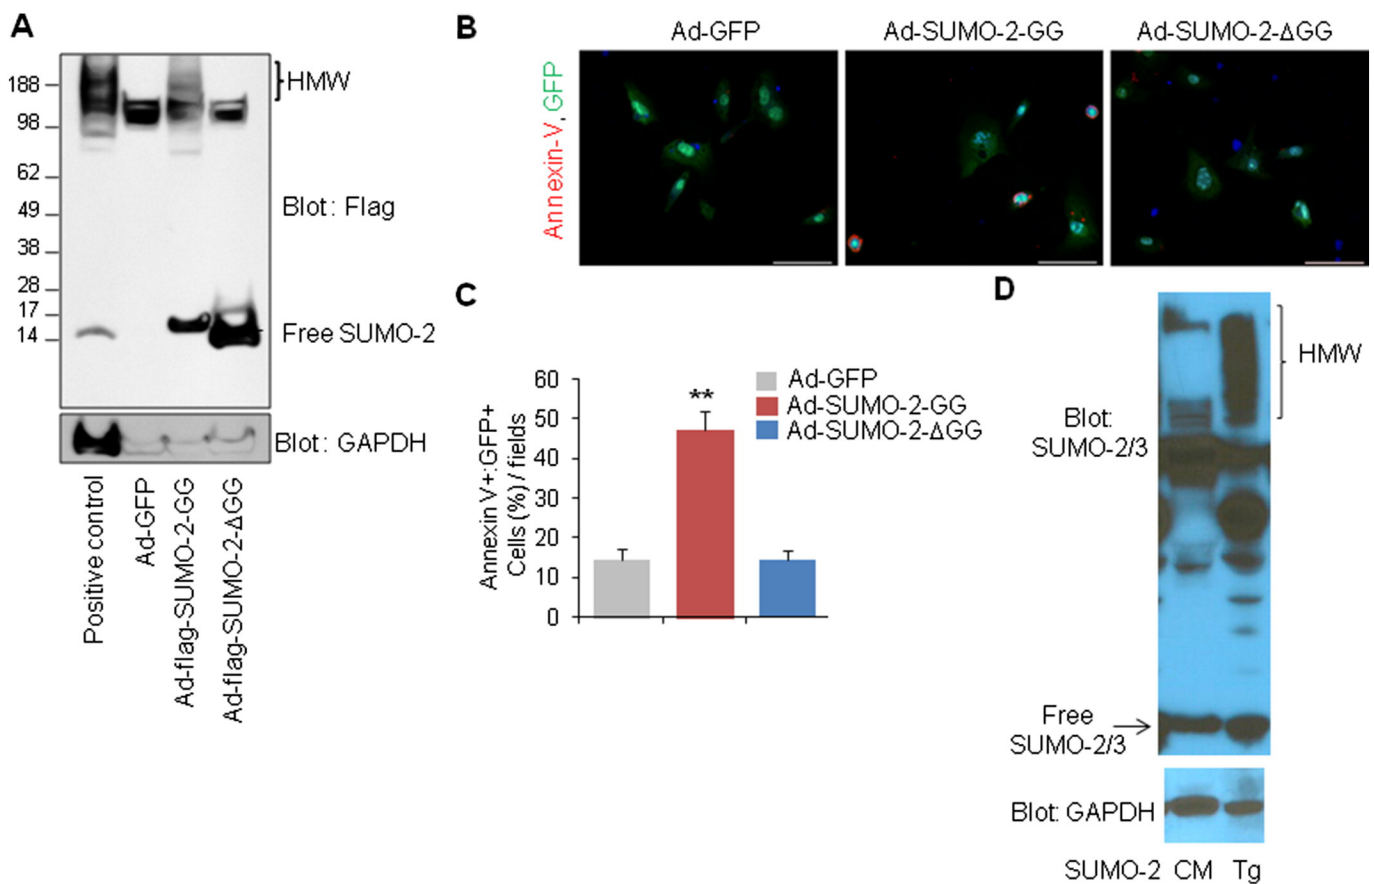 A
188
98
62
49
38
28
17
14
HMW
Blot : Flag
Free SUMO-2
Blot : GAPDH
Positive control
Ad-GFP
Ad-flag-SUMO-2-GG
Ad-flag-SUMO-2-ΔGG
B
Ad-GFP
Ad-SUMO-2-GG
Ad-SUMO-2-ΔGG
Annexin-V, GFP
C
Annexin V+:GFP+
Cells (%) / fields
60
50
40
30
20
10
0
**
Ad-GFP
Ad-SUMO-2-GG
Ad-SUMO-2-ΔGG
D
HMW
Blot:
SUMO-2/3
Free
SUMO-2/3
Blot: GAPDH
SUMO-2 CM Tg